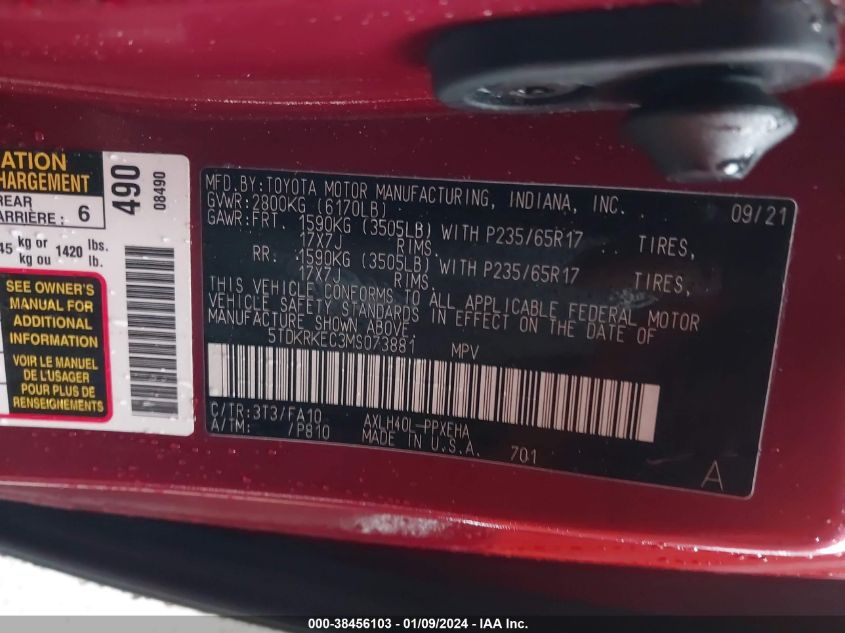 ATION
HARGEMENT
REAR
ARRIÈRE: 6
45 kg or 1420 lbs.
kg ou lb.
490
08490
SEE OWNER'S
MANUAL FOR
ADDITIONAL
INFORMATION
VOIR LE MANUEL
DE L'USAGER
POUR PLUS DE
RENSEIGNEMENTS
MFD.BY:TOYOTA MOTOR MANUFACTURING, INDIANA, INC. 09/21
GVWR:2800KG (6170LB)
GAWR:FRT. 1590KG (3505LB) WITH P235/65R17 TIRES,
17X7J RIMS.
RR. 1590KG (3505LB) WITH P235/65R17 TIRES,
17X7J RIMS.
THIS VEHICLE CONFORMS TO ALL APPLICABLE FEDERAL MOTOR
VEHICLE SAFETY STANDARDS IN EFFECT ON THE DATE OF
MANUFACTURE SHOWN ABOVE.
5TDKRKEC3MS073881 MPV
C/TR:3T3/FA10 AXLH40L-PPXEHA
A/TM: /P810 MADE IN U.S.A. 701
A
000-38456103 - 01/09/2024 - IAA Inc.